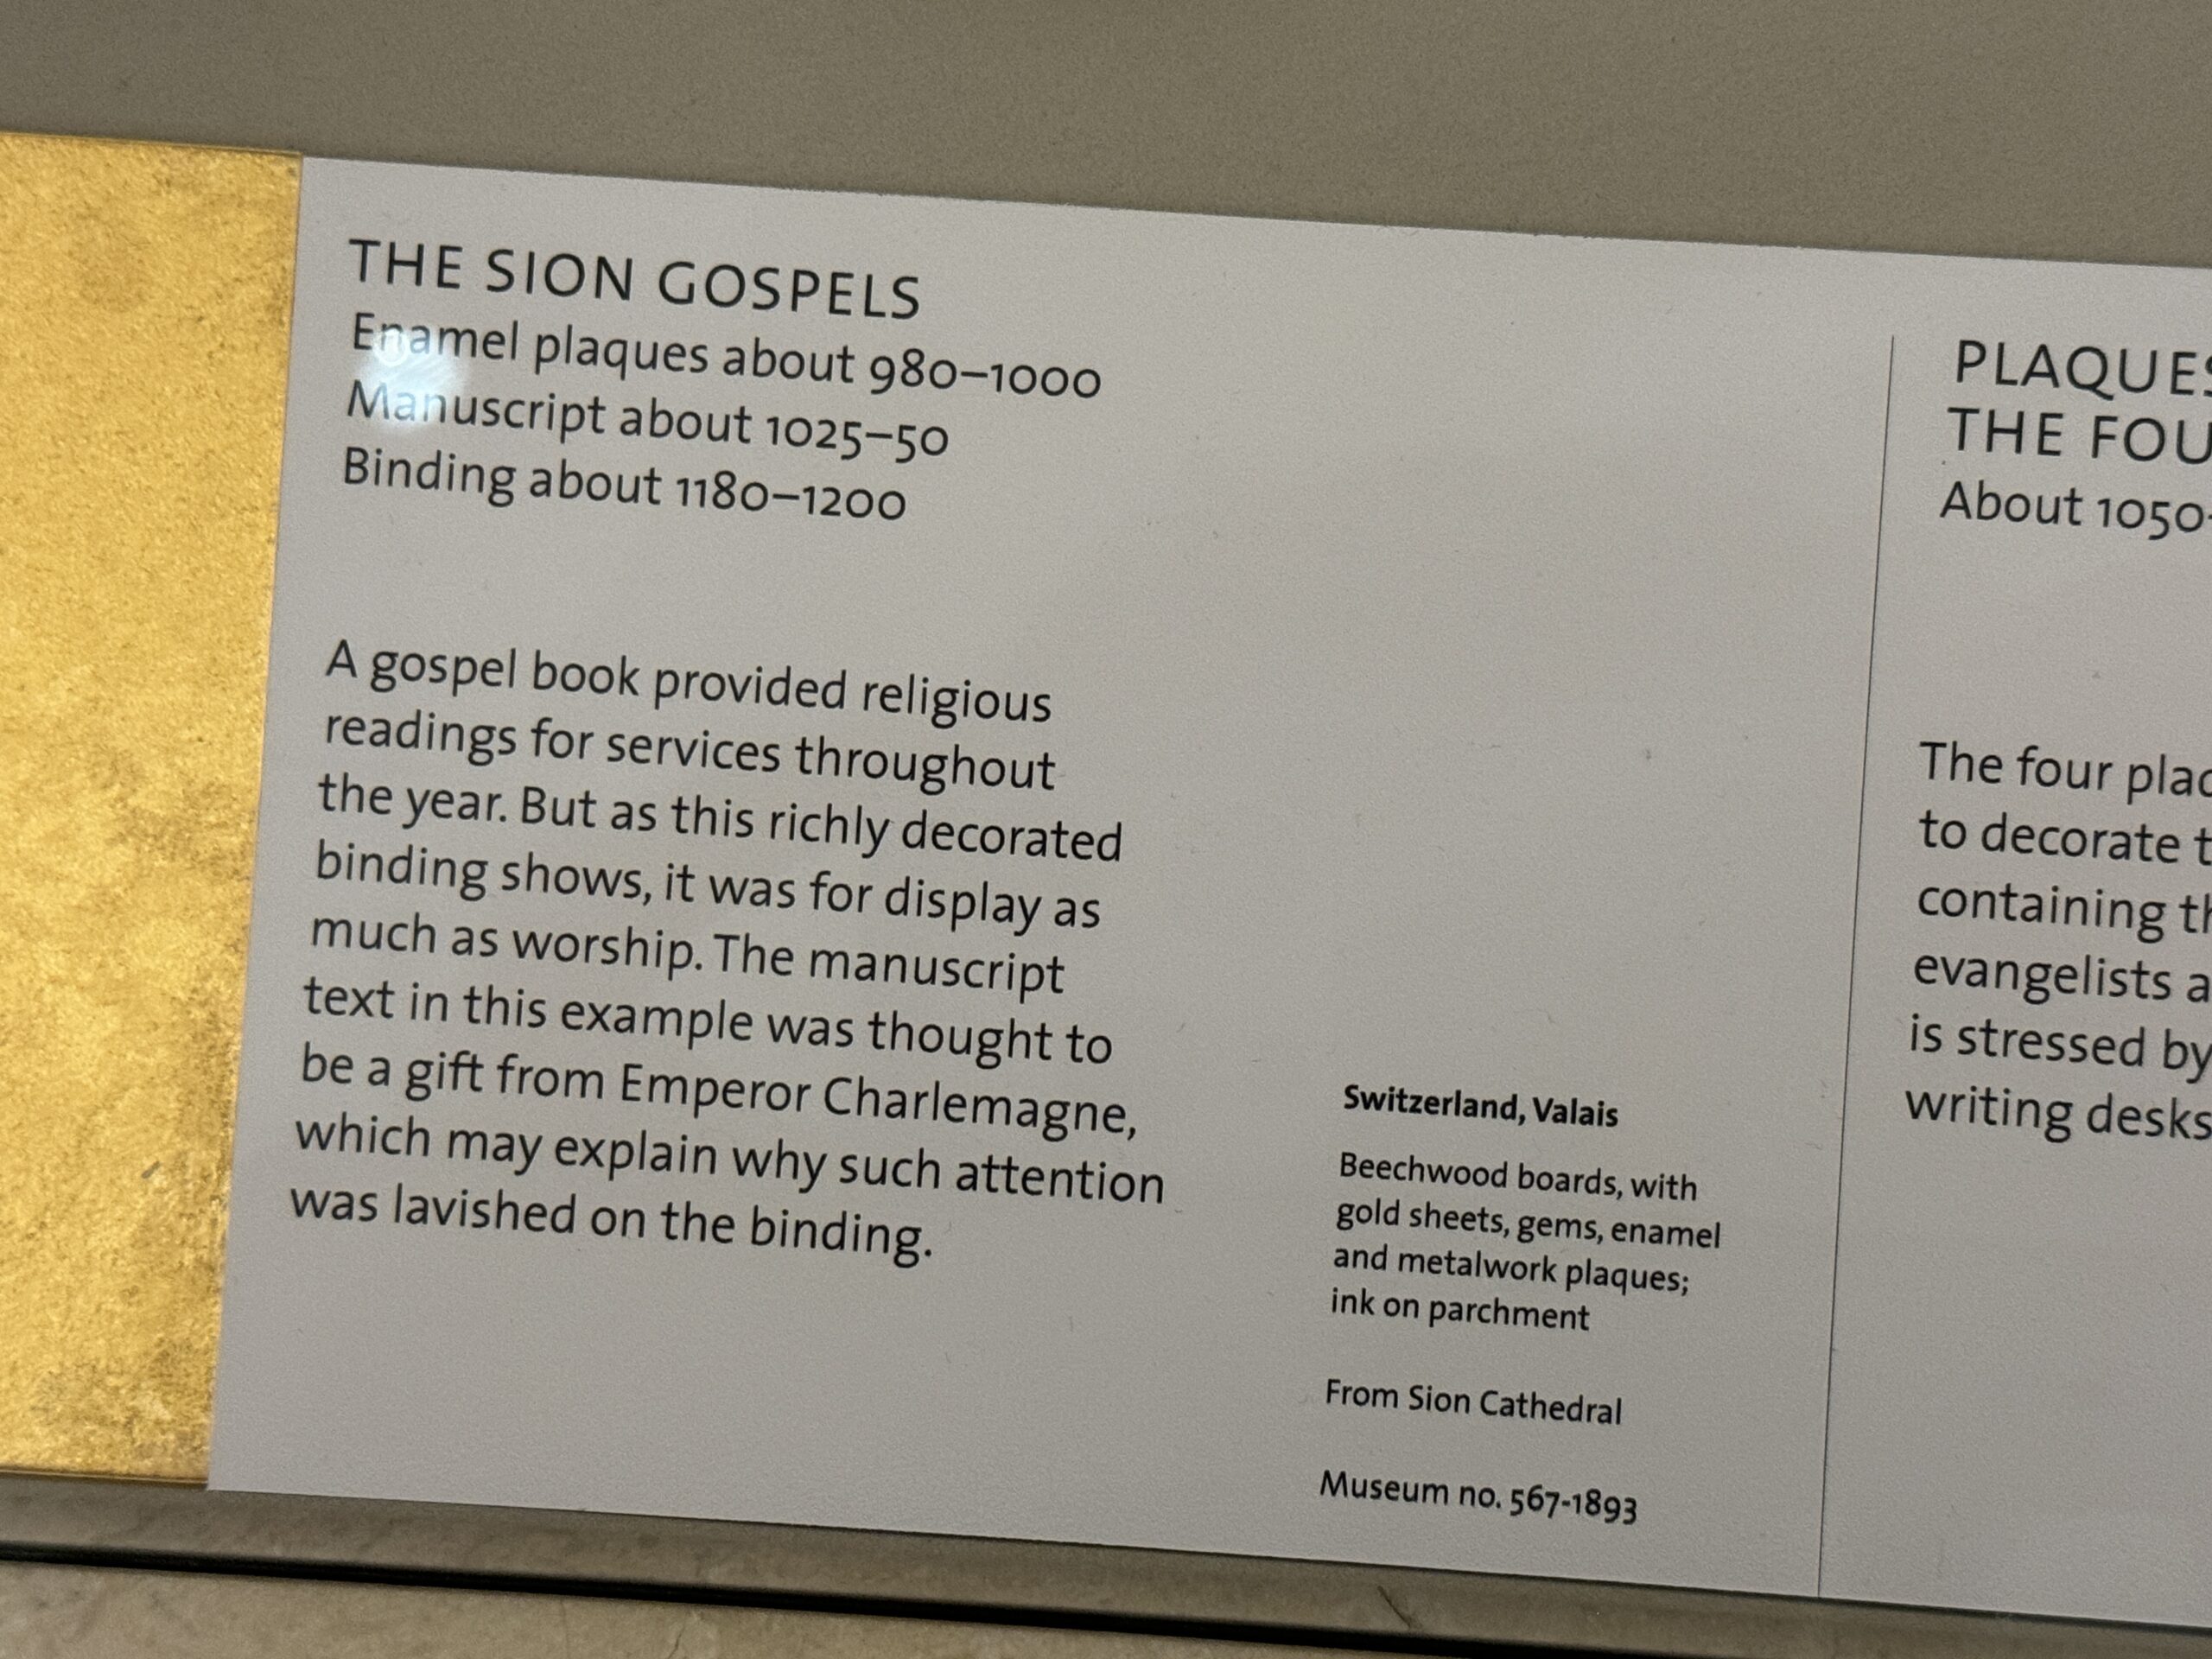 THE SION GOSPELS
Enamel plaques about 980–1000
Manuscript about 1025–50
Binding about 1180–1200
A gospel book provided religious
readings for services throughout
the year. But as this richly decorated
binding shows, it was for display as
much as worship. The manuscript
text in this example was thought to
be a gift from Emperor Charlemagne,
which may explain why such attention
was lavished on the binding.
Switzerland, Valais
Beechwood boards, with
gold sheets, gems, enamel
and metalwork plaques;
ink on parchment
From Sion Cathedral
Museum no. 567-1893
PLAQUES
THE
About 1050
The four
to decorate
containing
evangelists
is stressed by
writing desks